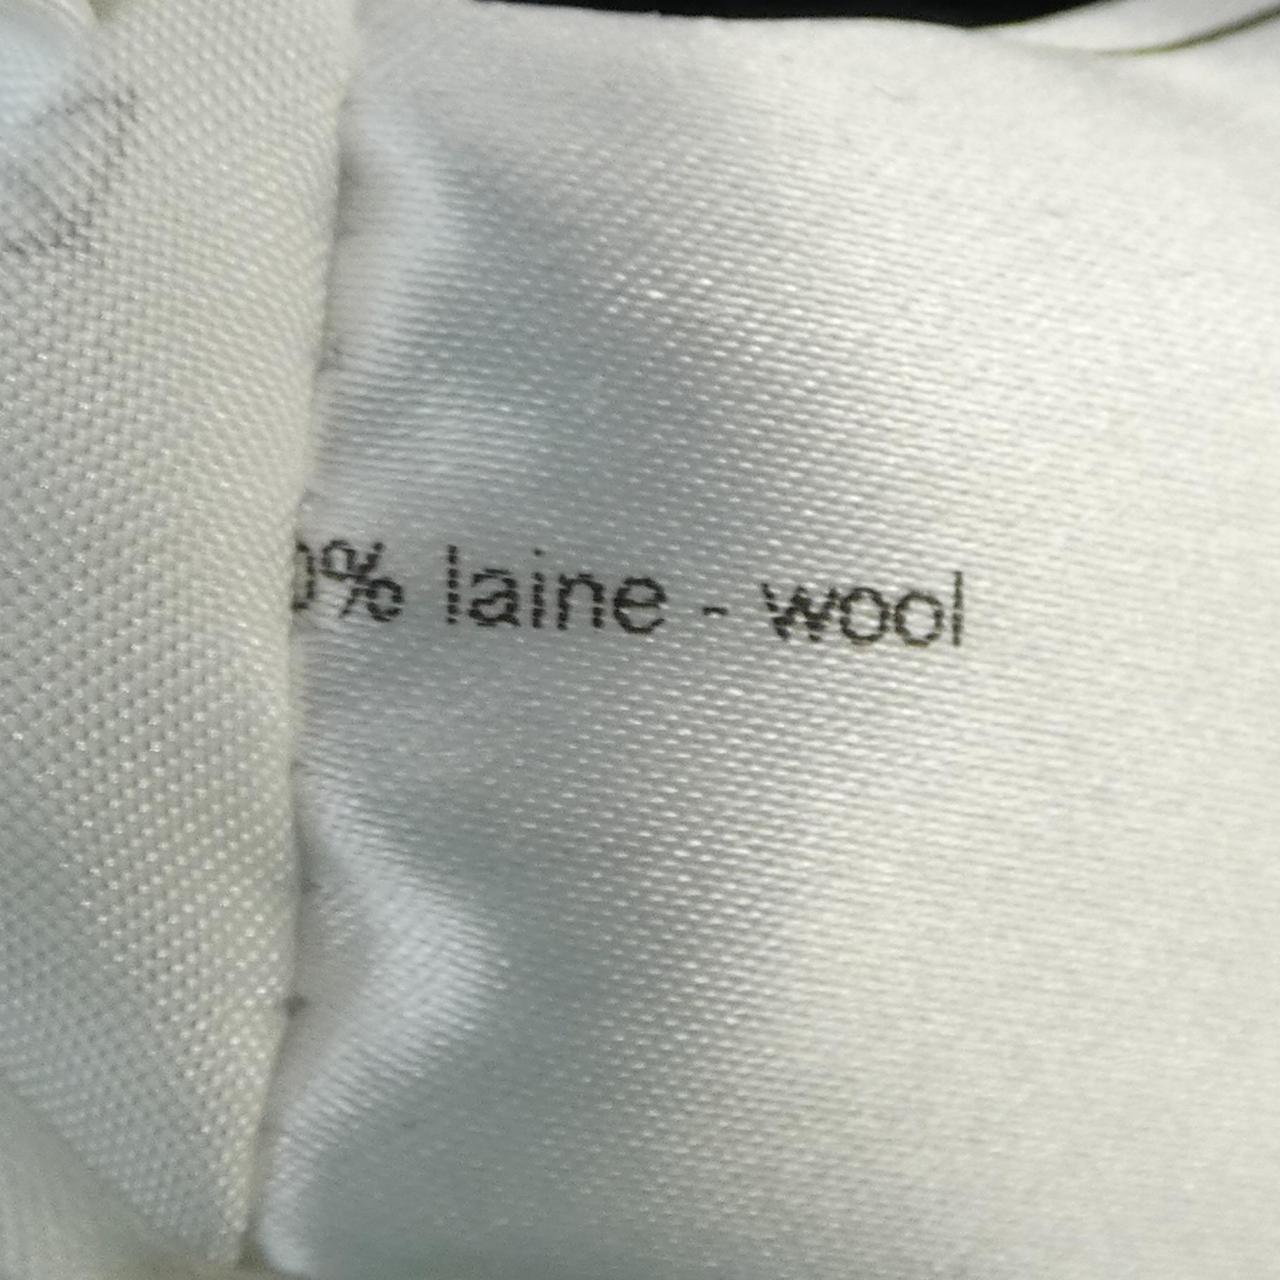 0% laine - wool